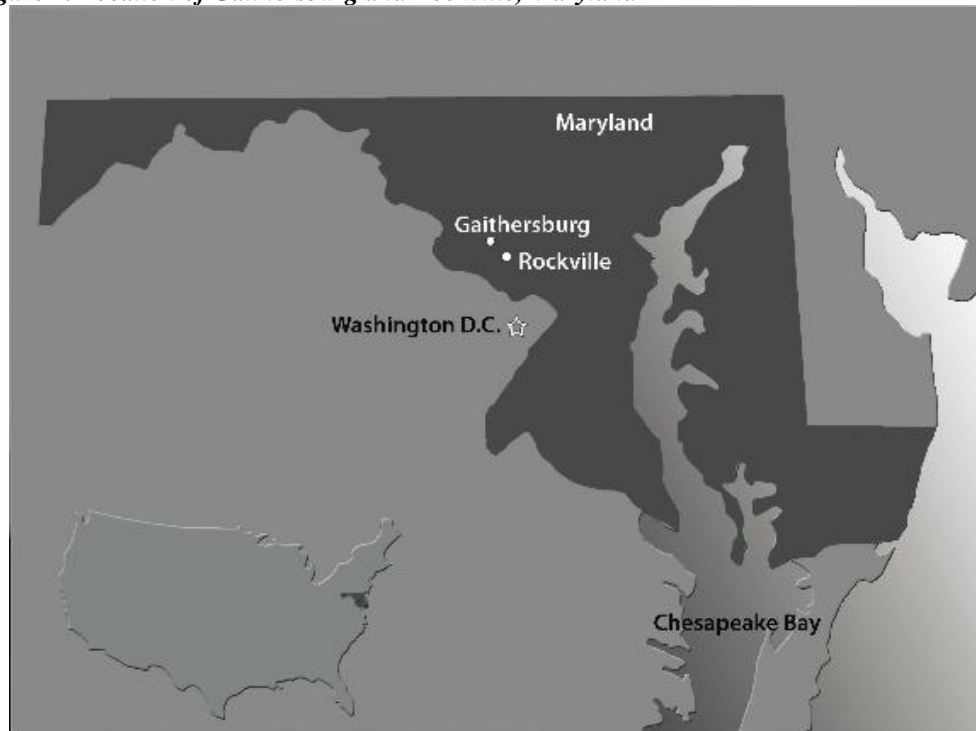 Maryland
Gaithersburg
Rockville
Washington D.C.
Chesapeake Bay